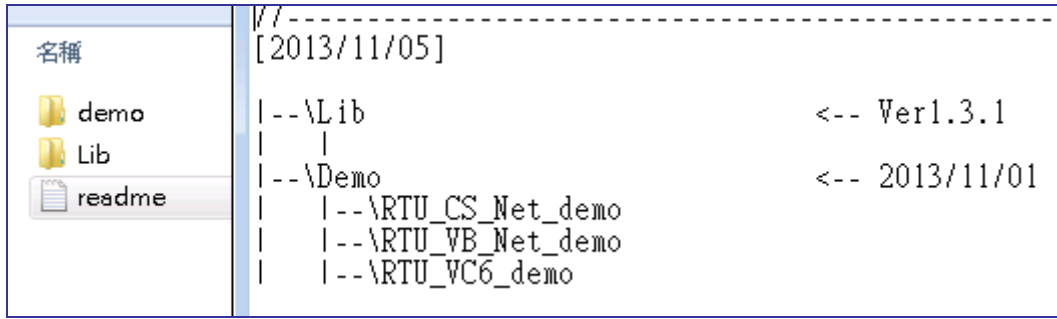 名稱
demo
Lib
readme
//-------------------------------------------------
[2013/11/05]
|--\Lib                              <-- Ver1.3.1
|   |
|--\Demo                             <-- 2013/11/01
|   |--\RTU_CS_Net_demo
|   |--\RTU_VB_Net_demo
|   |--\RTU_VC6_demo